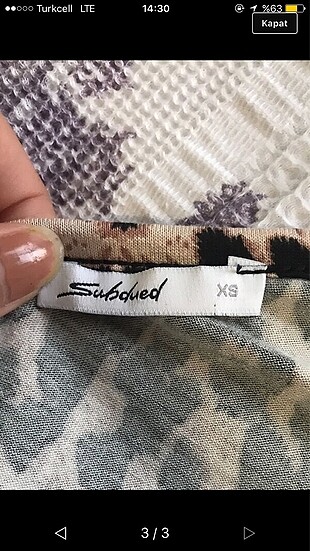 Turkcell LTE 14:30 %63
Kapat
Subdued XS
3 / 3